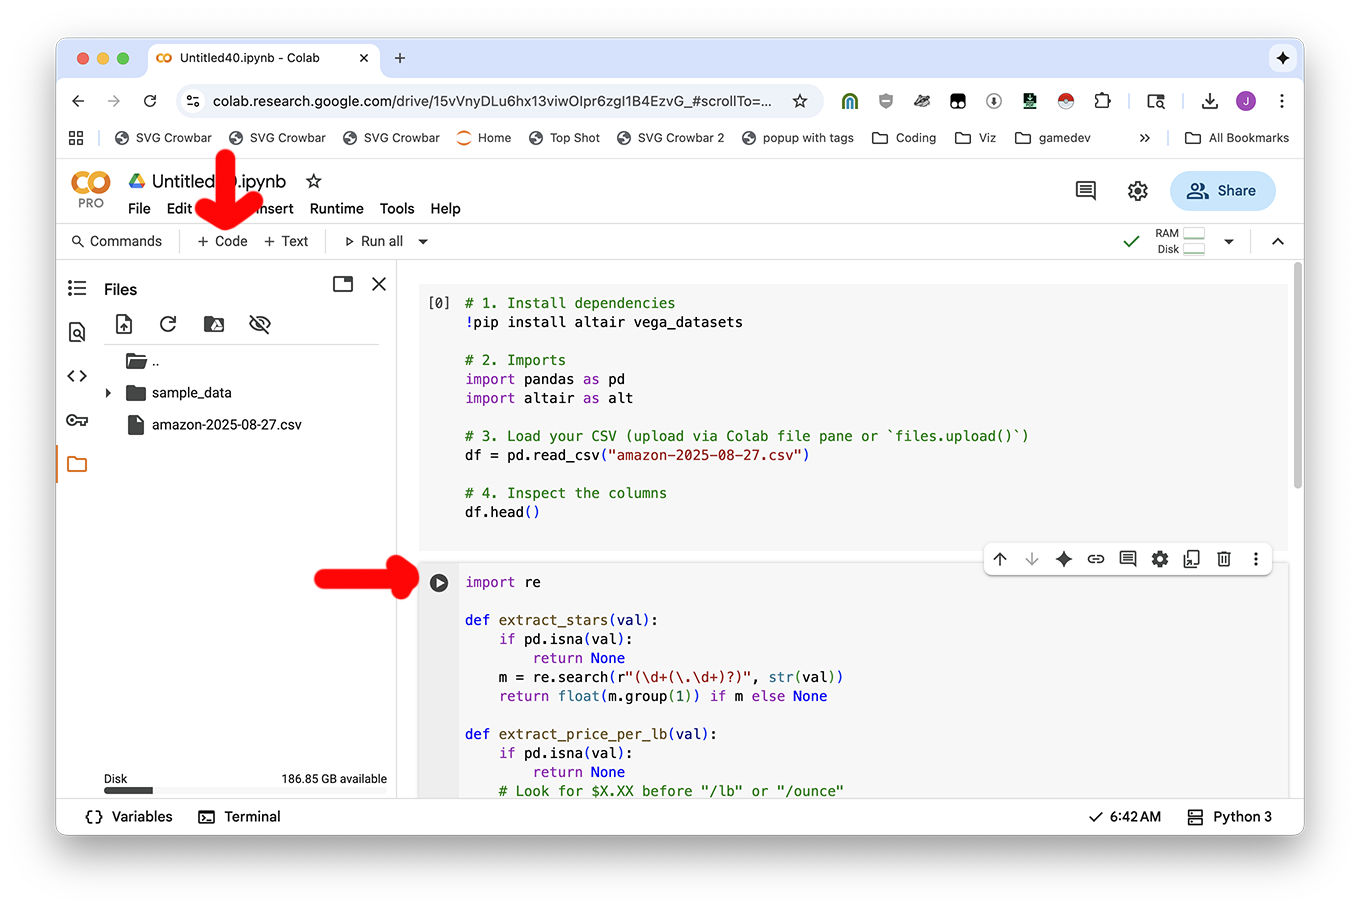 Untitled40.ipynb - Colab
colab.research.google.com/drive/15vVnyDLu6hx13viwOIpr6zgI1B4EzvG_#scrollTo=...
J
SVG Crowbar
SVG Crowbar
SVG Crowbar
Home
Top Shot
SVG Crowbar 2
popup with tags
Coding
Viz
gamedev
»
All Bookmarks
PRO
.ipynb
File Edit Insert Runtime Tools Help
Share
Commands
+ Code + Text
Run all
RAM
Disk
Files
..
sample_data
amazon-2025-08-27.csv
Disk
186.85 GB available
[0]
# 1. Install dependencies
!pip install altair vega_datasets
# 2. Imports
import pandas as pd
import altair as alt
# 3. Load your CSV (upload via Colab file pane or `files.upload()`)
df = pd.read_csv("amazon-2025-08-27.csv")
# 4. Inspect the columns
df.head()
import re
def extract_stars(val):
    if pd.isna(val):
        return None
    m = re.search(r"(\d+(\.\d+)?)", str(val))
    return float(m.group(1)) if m else None
def extract_price_per_lb(val):
    if pd.isna(val):
        return None
    # Look for $X.XX before "/lb" or "/ounce"
{ } Variables
Terminal
6:42 AM
Python 3